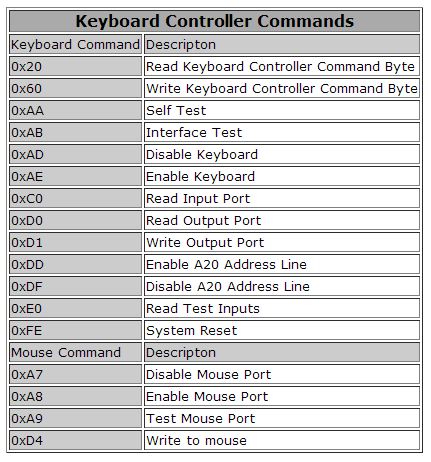 Keyboard Controller Commands
Keyboard Command Descripton
0x20 Read Keyboard Controller Command Byte
0x60 Write Keyboard Controller Command Byte
0xAA Self Test
0xAB Interface Test
0xAD Disable Keyboard
0xAE Enable Keyboard
0xC0 Read Input Port
0xD0 Read Output Port
0xD1 Write Output Port
0xDD Enable A20 Address Line
0xDF Disable A20 Address Line
0xE0 Read Test Inputs
0xFE System Reset
Mouse Command Descripton
0xA7 Disable Mouse Port
0xA8 Enable Mouse Port
0xA9 Test Mouse Port
0xD4 Write to mouse